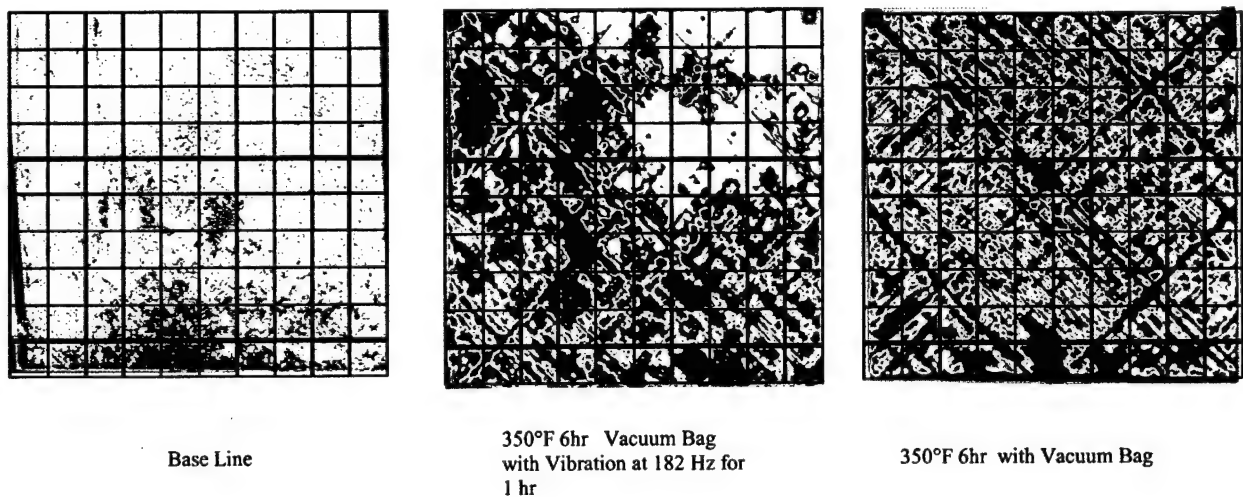 Base Line
350°F 6hr Vacuum Bag
with Vibration at 182 Hz for
1 hr
350°F 6hr with Vacuum Bag